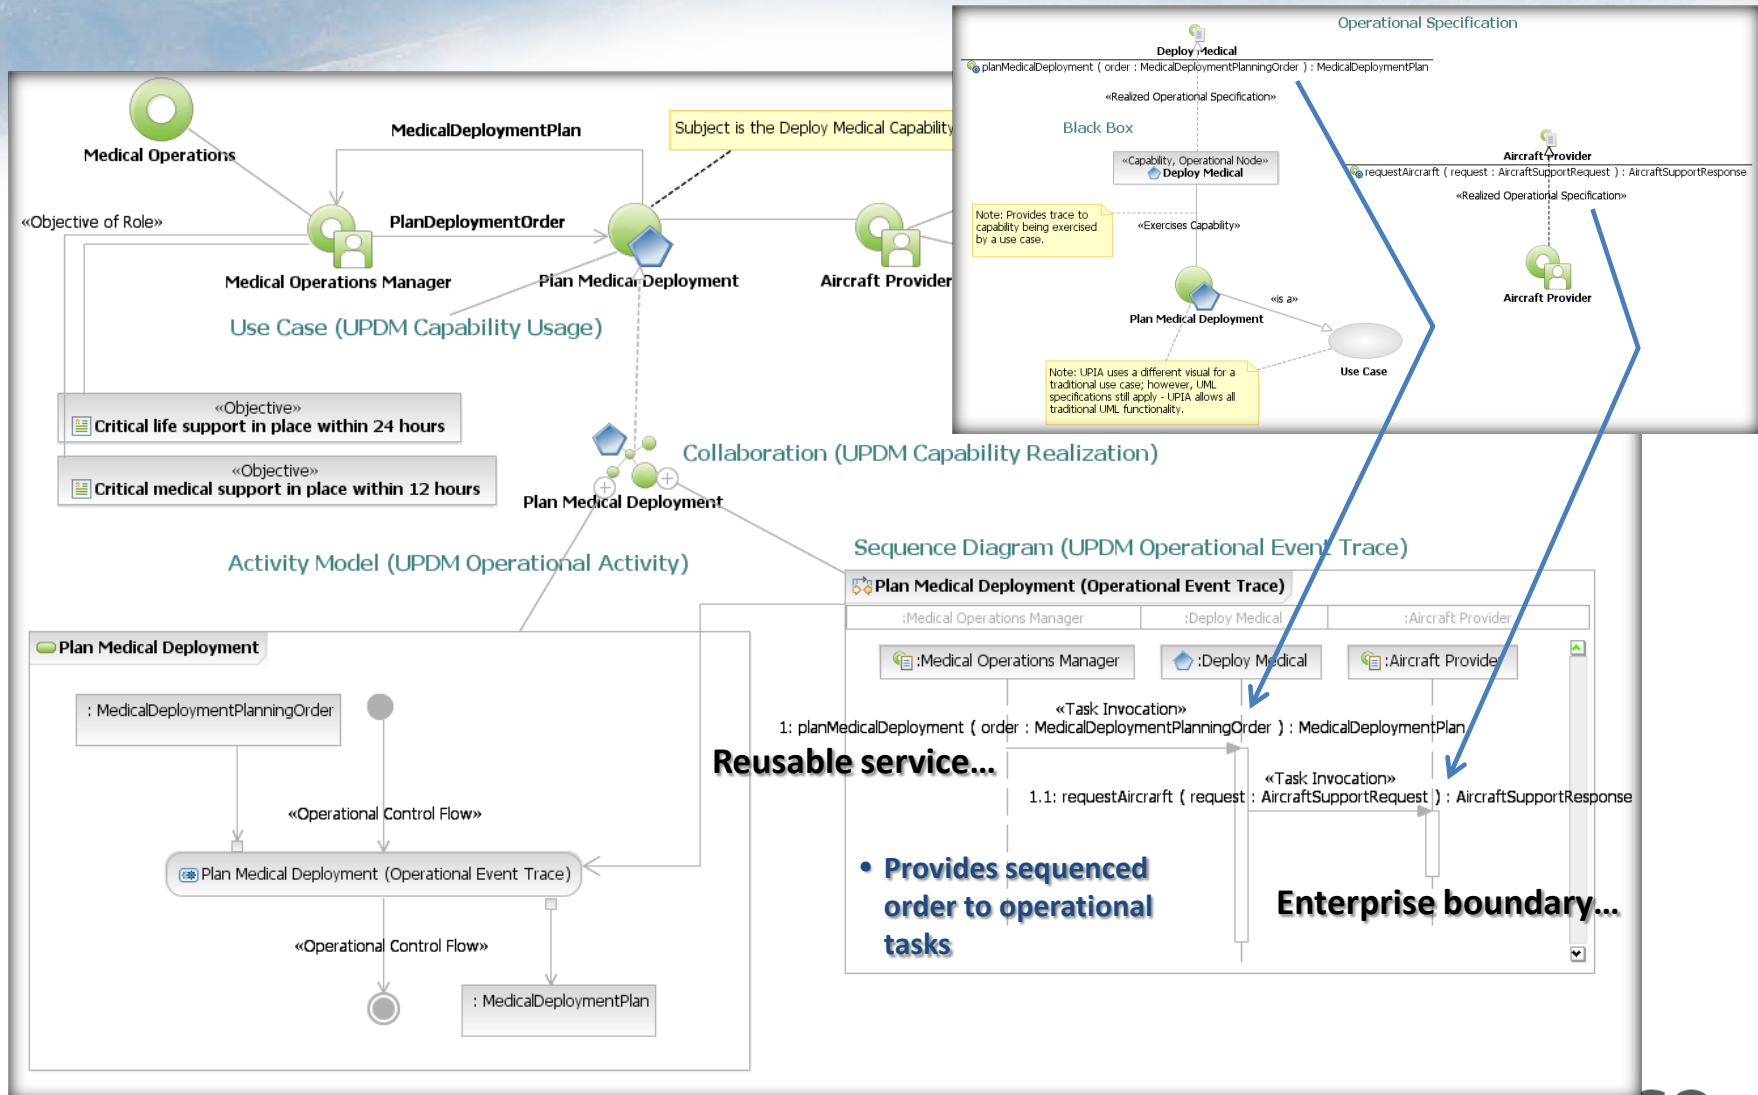 Operational Specification
Deploy Medical
planMedicalDeployment ( order : MedicalDeploymentPlanningOrder ) : MedicalDeploymentPlan
«Realized Operational Specification»
Black Box
«Capability, Operational Node»
Deploy Medical
Note: Provides trace to
capability being exercised
by a use case.
«Exercises Capability»
Plan Medical Deployment
«is a»
Use Case
Note: UPIA uses a different visual for a
traditional use case; however, UML
specifications still apply - UPIA allows all
traditional UML functionality.
Aircraft Provider
requestAircrarft ( request : AircraftSupportRequest ) : AircraftSupportResponse
«Realized Operational Specification»
Aircraft Provider
Medical Operations
MedicalDeploymentPlan
Subject is the Deploy Medical Capability
«Objective of Role»
PlanDeploymentOrder
Medical Operations Manager
Plan Medical Deployment
Aircraft Provider
Use Case (UPDM Capability Usage)
«Objective»
Critical life support in place within 24 hours
«Objective»
Critical medical support in place within 12 hours
Collaboration (UPDM Capability Realization)
Plan Medical Deployment
Activity Model (UPDM Operational Activity)
Sequence Diagram (UPDM Operational Event Trace)
Plan Medical Deployment
: MedicalDeploymentPlanningOrder
«Operational Control Flow»
Plan Medical Deployment (Operational Event Trace)
«Operational Control Flow»
: MedicalDeploymentPlan
Plan Medical Deployment (Operational Event Trace)
:Medical Operations Manager
:Deploy Medical
:Aircraft Provider
:Medical Operations Manager
:Deploy Medical
:Aircraft Provider
«Task Invocation»
1: planMedicalDeployment ( order : MedicalDeploymentPlanningOrder ) : MedicalDeploymentPlan
Reusable service...
«Task Invocation»
1.1: requestAircrarft ( request : AircraftSupportRequest ) : AircraftSupportResponse
• Provides sequenced
order to operational
tasks
Enterprise boundary...